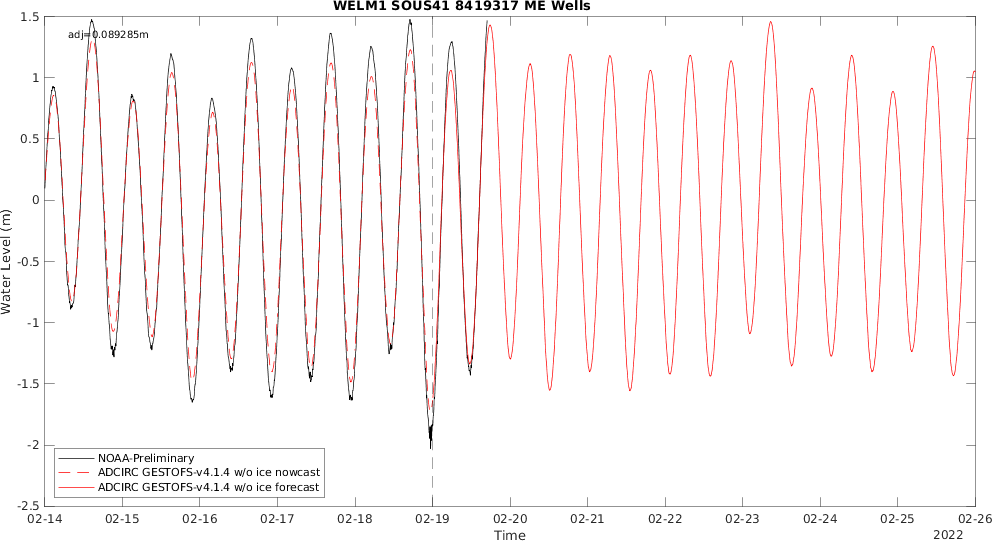 WELM1 SOUS41 8419317 ME Wells
adj=0.089285m
1.5
1
0.5
0
-0.5
-1
-1.5
-2
-2.5
Water Level (m)
NOAA-Preliminary
ADCIRC GESTOFS-v4.1.4 w/o ice nowcast
ADCIRC GESTOFS-v4.1.4 w/o ice forecast
02-14 02-15 02-16 02-17 02-18 02-19 02-20 02-21 02-22 02-23 02-24 02-25 02-26
Time
2022